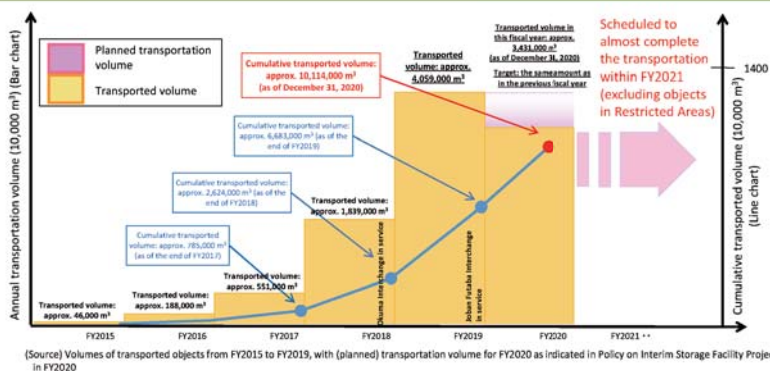 Annual transportation volume (10,000 m³) (Bar chart)
Planned transportation
volume
Transported volume
Cumulative transported volume:
approx. 10,114,000 m³
(as of December 31, 2020)
Transported
volume: approx.
4,059,000 m³
Transported volume in
this fiscal year: approx.
3,431,000 m³
(as of December 31, 2020)
Target: the sameamount as
in the previous fiscal year
Scheduled to
almost complete
the transportation
within FY2021
(excluding objects
in Restricted Areas)
1400
Cumulative transported volume (10,000 m³)
(Line chart)
Cumulative transported volume:
approx. 6,683,000 m³ (as of the
end of FY2019)
Cumulative transported volume:
approx. 2,624,000 m³ (as of the
end of FY2018)
Transported volume:
approx. 1,839,000 m³
Cumulative transported
volume: approx. 785,000 m³
(as of the end of FY2017)
Okuma Interchange in service
Joban Futaba Interchange
in service
Transported volume:
approx. 551,000 m³
Transported volume:
approx. 188,000 m³
Transported volume:
approx. 46,000 m³
FY2015 FY2016 FY2017 FY2018 FY2019 FY2020 FY2021 ··
(Source) Volumes of transported objects from FY2015 to FY2019, with (planned) transportation volume for FY2020 as indicated in Policy on Interim Storage Facility Projec
in FY2020